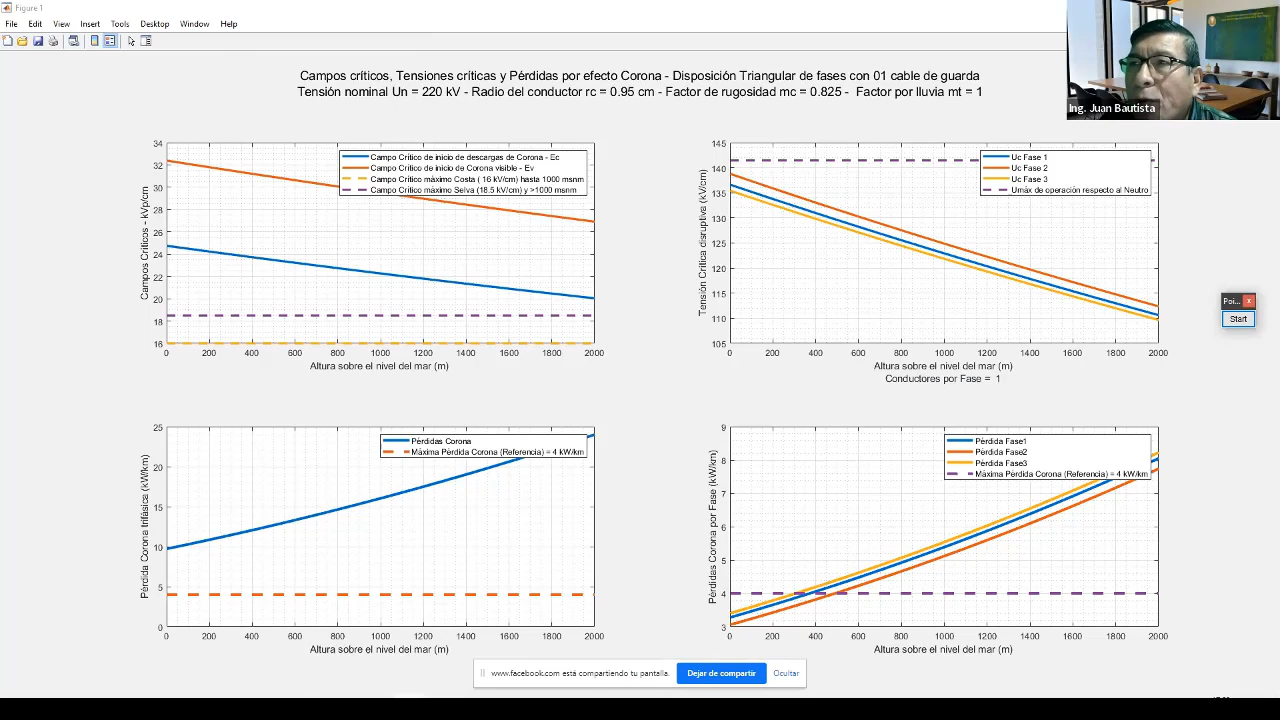 Figure 1
File Edit View Insert Tools Desktop Window Help
Campos críticos, Tensiones críticas y Pérdidas por efecto Corona - Disposición Triangular de fases con 01 cable de guarda
Tensión nominal Un = 220 kV - Radio del conductor rc = 0.95 cm - Factor de rugosidad mc = 0.825 - Factor por lluvia mt = 1
Ing. Juan Bautista
Campos Críticos - kVp/cm
34
32
30
28
26
24
22
20
18
16
Campo Crítico de inicio de descargas de Corona - Ec
Campo Crítico de inicio de Corona visible - Ev
Campo Crítico máximo Costa ( 16 kV/cm) hasta 1000 msnm
Campo Crítico máximo Selva (18.5 kV/cm) y >1000 msnm
0 200 400 600 800 1000 1200 1400 1600 1800 2000
Altura sobre el nivel del mar (m)
Tensión Crítica disruptiva (kV/cm)
145
140
135
130
125
120
115
110
105
Uc Fase 1
Uc Fase 2
Uc Fase 3
Umáx de operación respecto al Neutro
0 200 400 600 800 1000 1200 1400 1600 1800 2000
Altura sobre el nivel del mar (m)
Conductores por Fase = 1
Poi... x
Start
Pérdida Corona trifásica (kW/km)
25
20
15
10
5
0
Pérdidas Corona
Máxima Pérdida Corona (Referencia) = 4 kW/km
0 200 400 600 800 1000 1200 1400 1600 1800 2000
Altura sobre el nivel del mar (m)
Pérdidas Corona por Fase (kW/km)
9
8
7
6
5
4
3
Pérdida Fase1
Pérdida Fase2
Pérdida Fase3
Máxima Pérdida Corona (Referencia) = 4 kW/km
0 200 400 600 800 1000 1200 1400 1600 1800 2000
Altura sobre el nivel del mar (m)
www.facebook.com está compartiendo tu pantalla. Dejar de compartir Ocultar